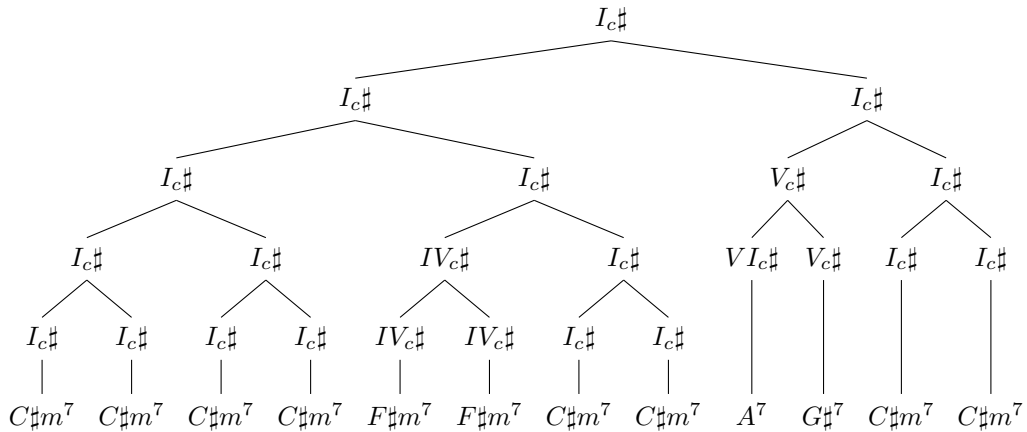 I_c♯
I_c♯ I_c♯
I_c♯ I_c♯ V_c♯ I_c♯
I_c♯ I_c♯ IV_c♯ I_c♯ VI_c♯ V_c♯ I_c♯ I_c♯
I_c♯ I_c♯ I_c♯ I_c♯ IV_c♯ IV_c♯ I_c♯ I_c♯
C♯m⁷ C♯m⁷ C♯m⁷ C♯m⁷ F♯m⁷ F♯m⁷ C♯m⁷ C♯m⁷ A⁷ G♯⁷ C♯m⁷ C♯m⁷